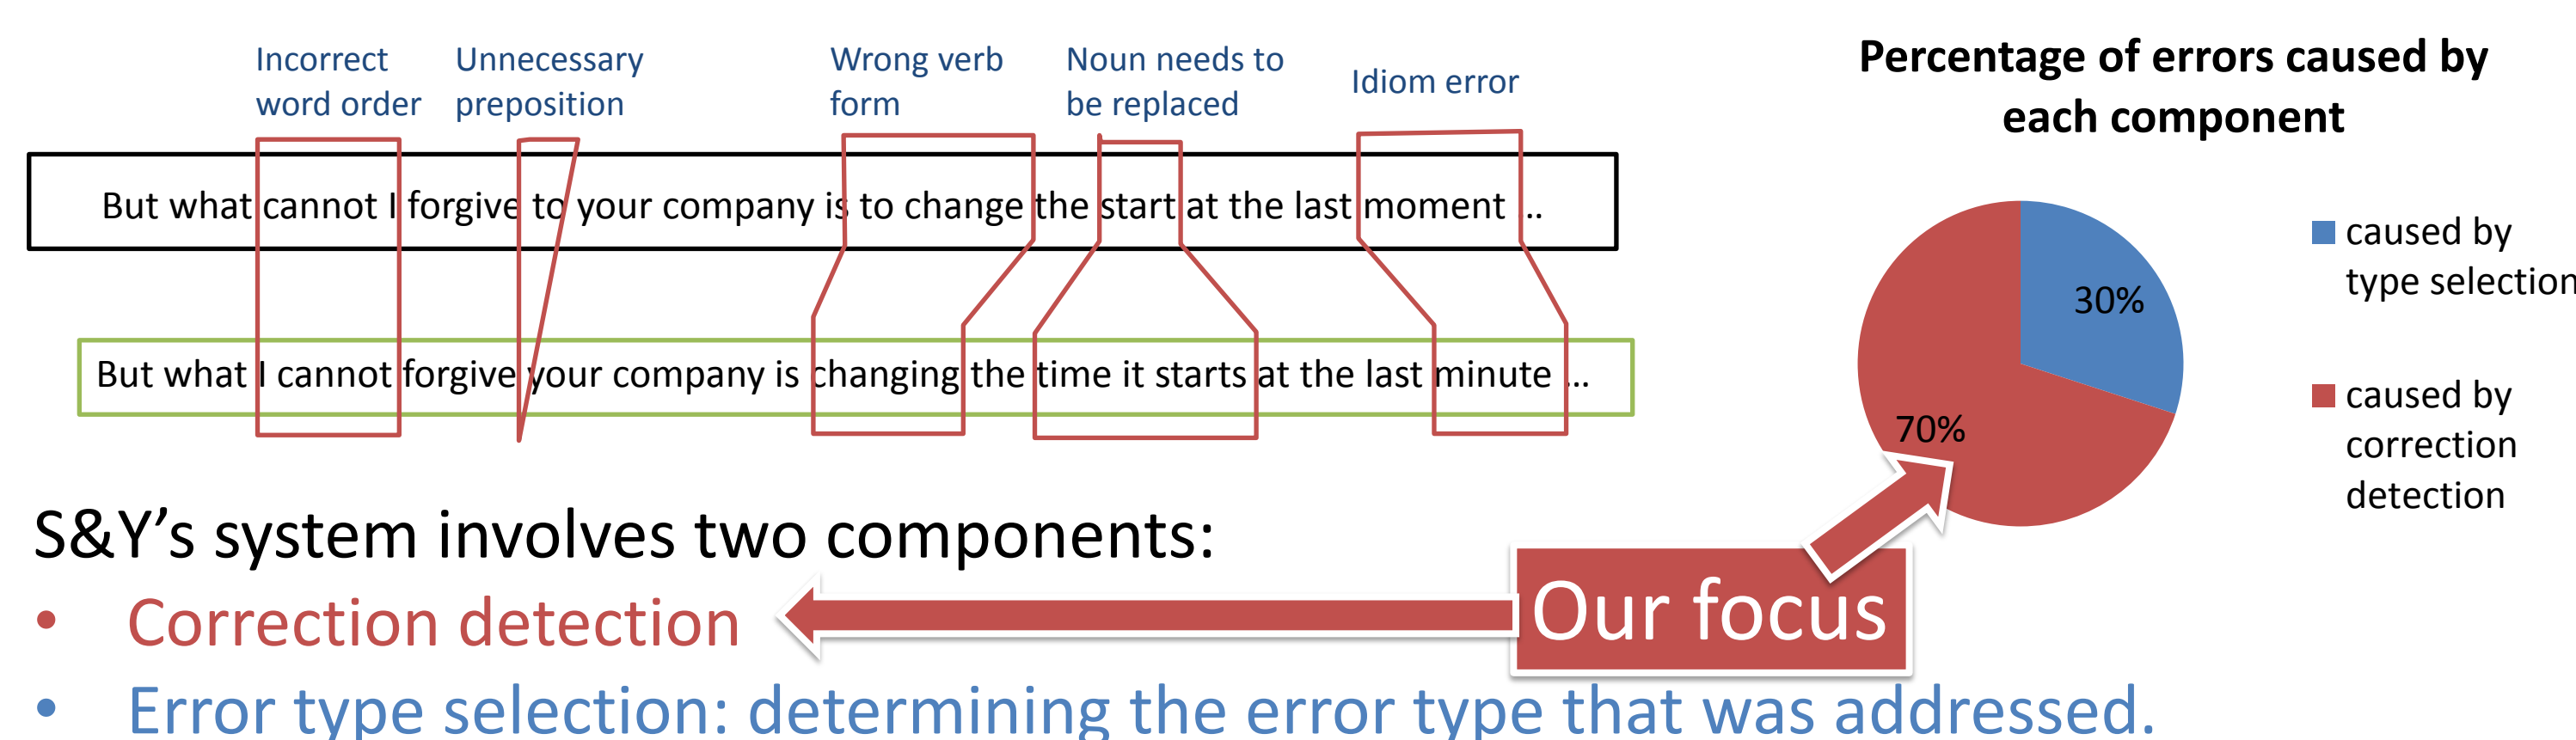 Incorrect
word order
Unnecessary
preposition
Wrong verb
form
Noun needs to
be replaced
Idiom error
But what cannot I forgive to your company is to change the start at the last moment ...
But what I cannot forgive your company is changing the time it starts at the last minute ...
Percentage of errors caused by
each component
30%
70%
caused by
type selection
caused by
correction
detection
S&Y’s system involves two components:
• Correction detection
Our focus
• Error type selection: determining the error type that was addressed.